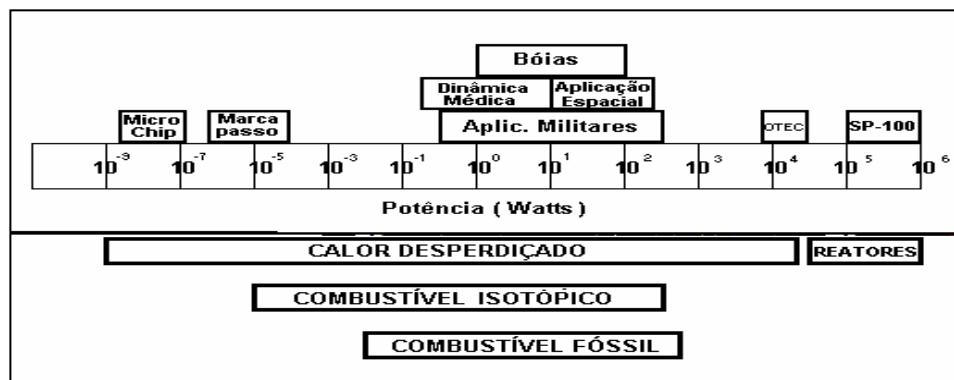 Bóias
Dinâmica Médica
Aplicação Espacial
Micro Chip
Marca passo
Aplic. Militares
OTEC
SP-100
10⁻⁹ 10⁻⁷ 10⁻⁵ 10⁻³ 10⁻¹ 10⁰ 10¹ 10² 10³ 10⁴ 10⁵ 10⁶
Potência ( Watts )
CALOR DESPERDIÇADO
REATORES
COMBUSTÍVEL ISOTÓPICO
COMBUSTÍVEL FÓSSIL